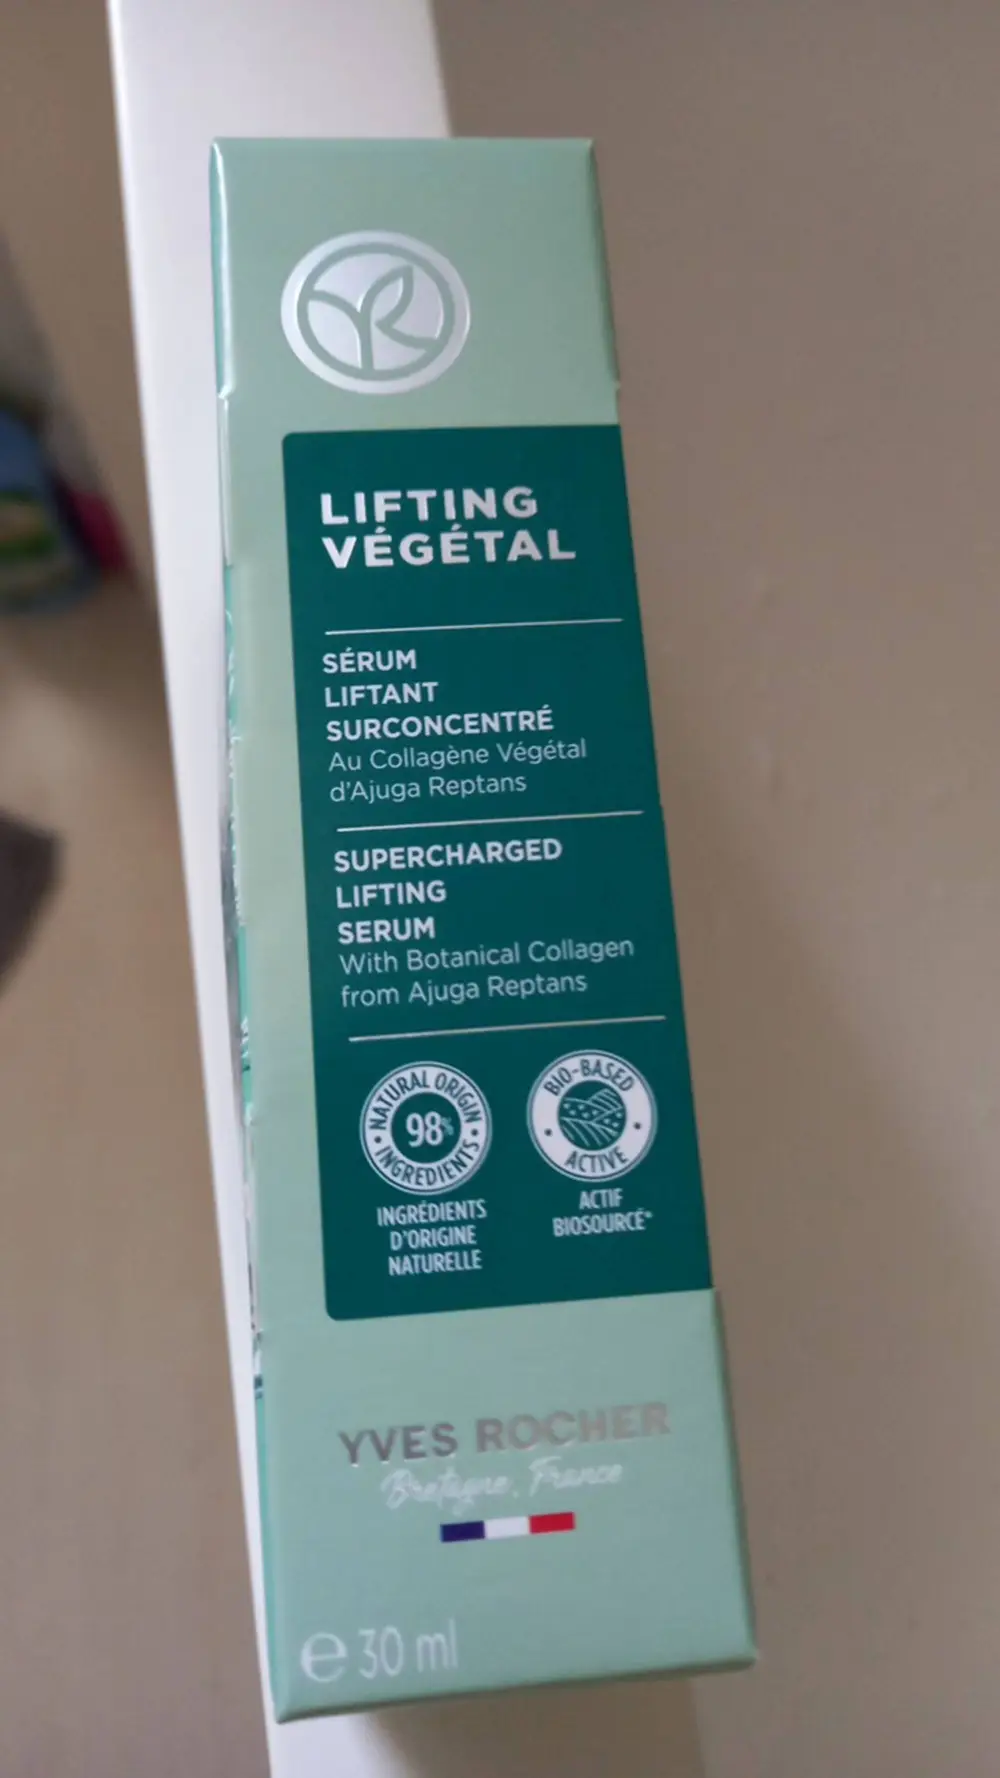 LIFTING
VÉGÉTAL
SÉRUM
LIFTANT
SURCONCENTRÉ
Au Collagène Végétal
d'Ajuga Reptans
SUPERCHARGED
LIFTING
SERUM
With Botanical Collagen
from Ajuga Reptans
NATURAL ORIGIN
98%
INGREDIENTS
INGRÉDIENTS
D'ORIGINE
NATURELLE
BIO-BASED
ACTIVE
ACTIF
BIOSOURCÉ*
YVES ROCHER
Bretagne, France
e 30 ml